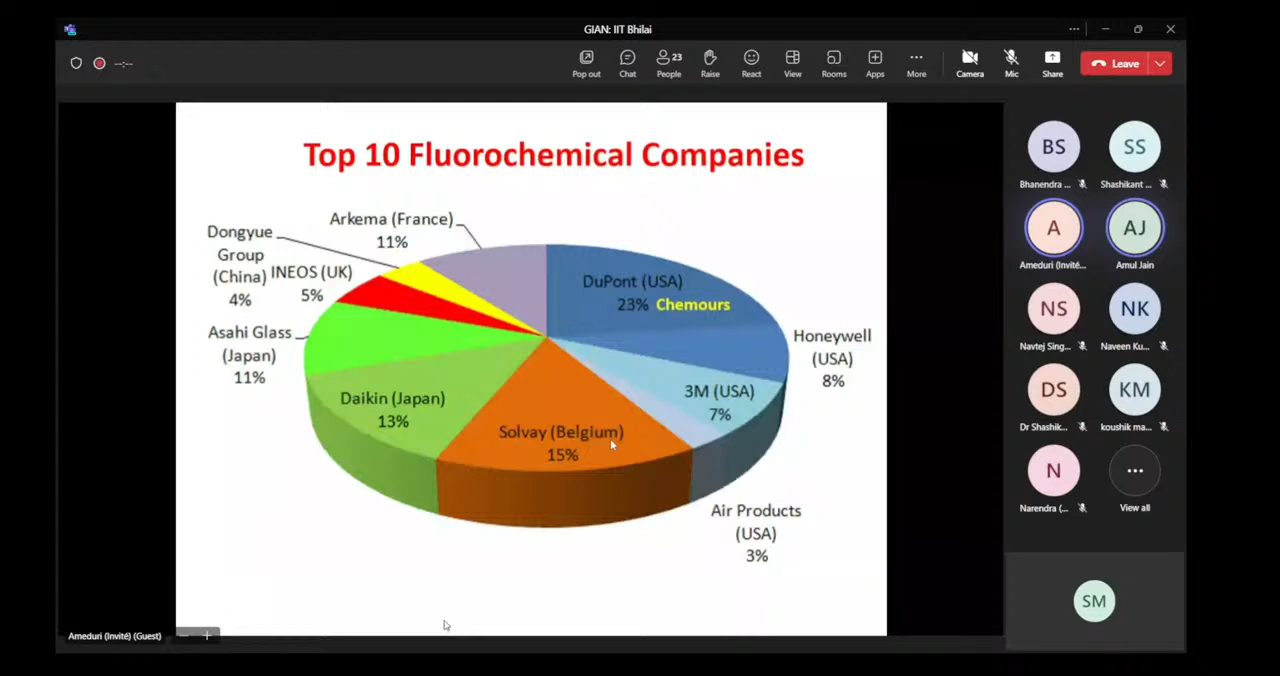 GIAN: IIT Bhilai
Pop out
Chat
23
People
Raise
React
View
Rooms
Apps
More
Camera
Mic
Share
Leave
--:--
Top 10 Fluorochemical Companies
Arkema (France)
11%
Dongyue
Group
(China)
4%
INEOS (UK)
5%
Asahi Glass
(Japan)
11%
Daikin (Japan)
13%
Solvay (Belgium)
15%
DuPont (USA)
23% Chemours
Honeywell
(USA)
8%
3M (USA)
7%
Air Products
(USA)
3%
BS
Bhanendra ...
SS
Shashikant ...
A
Ameduri (Invité...
AJ
Amul Jain
NS
Navtej Sing...
NK
Naveen Ku...
DS
Dr Shashik...
KM
koushik ma...
N
Narendra (...
View all
SM
Ameduri (Invité) (Guest)